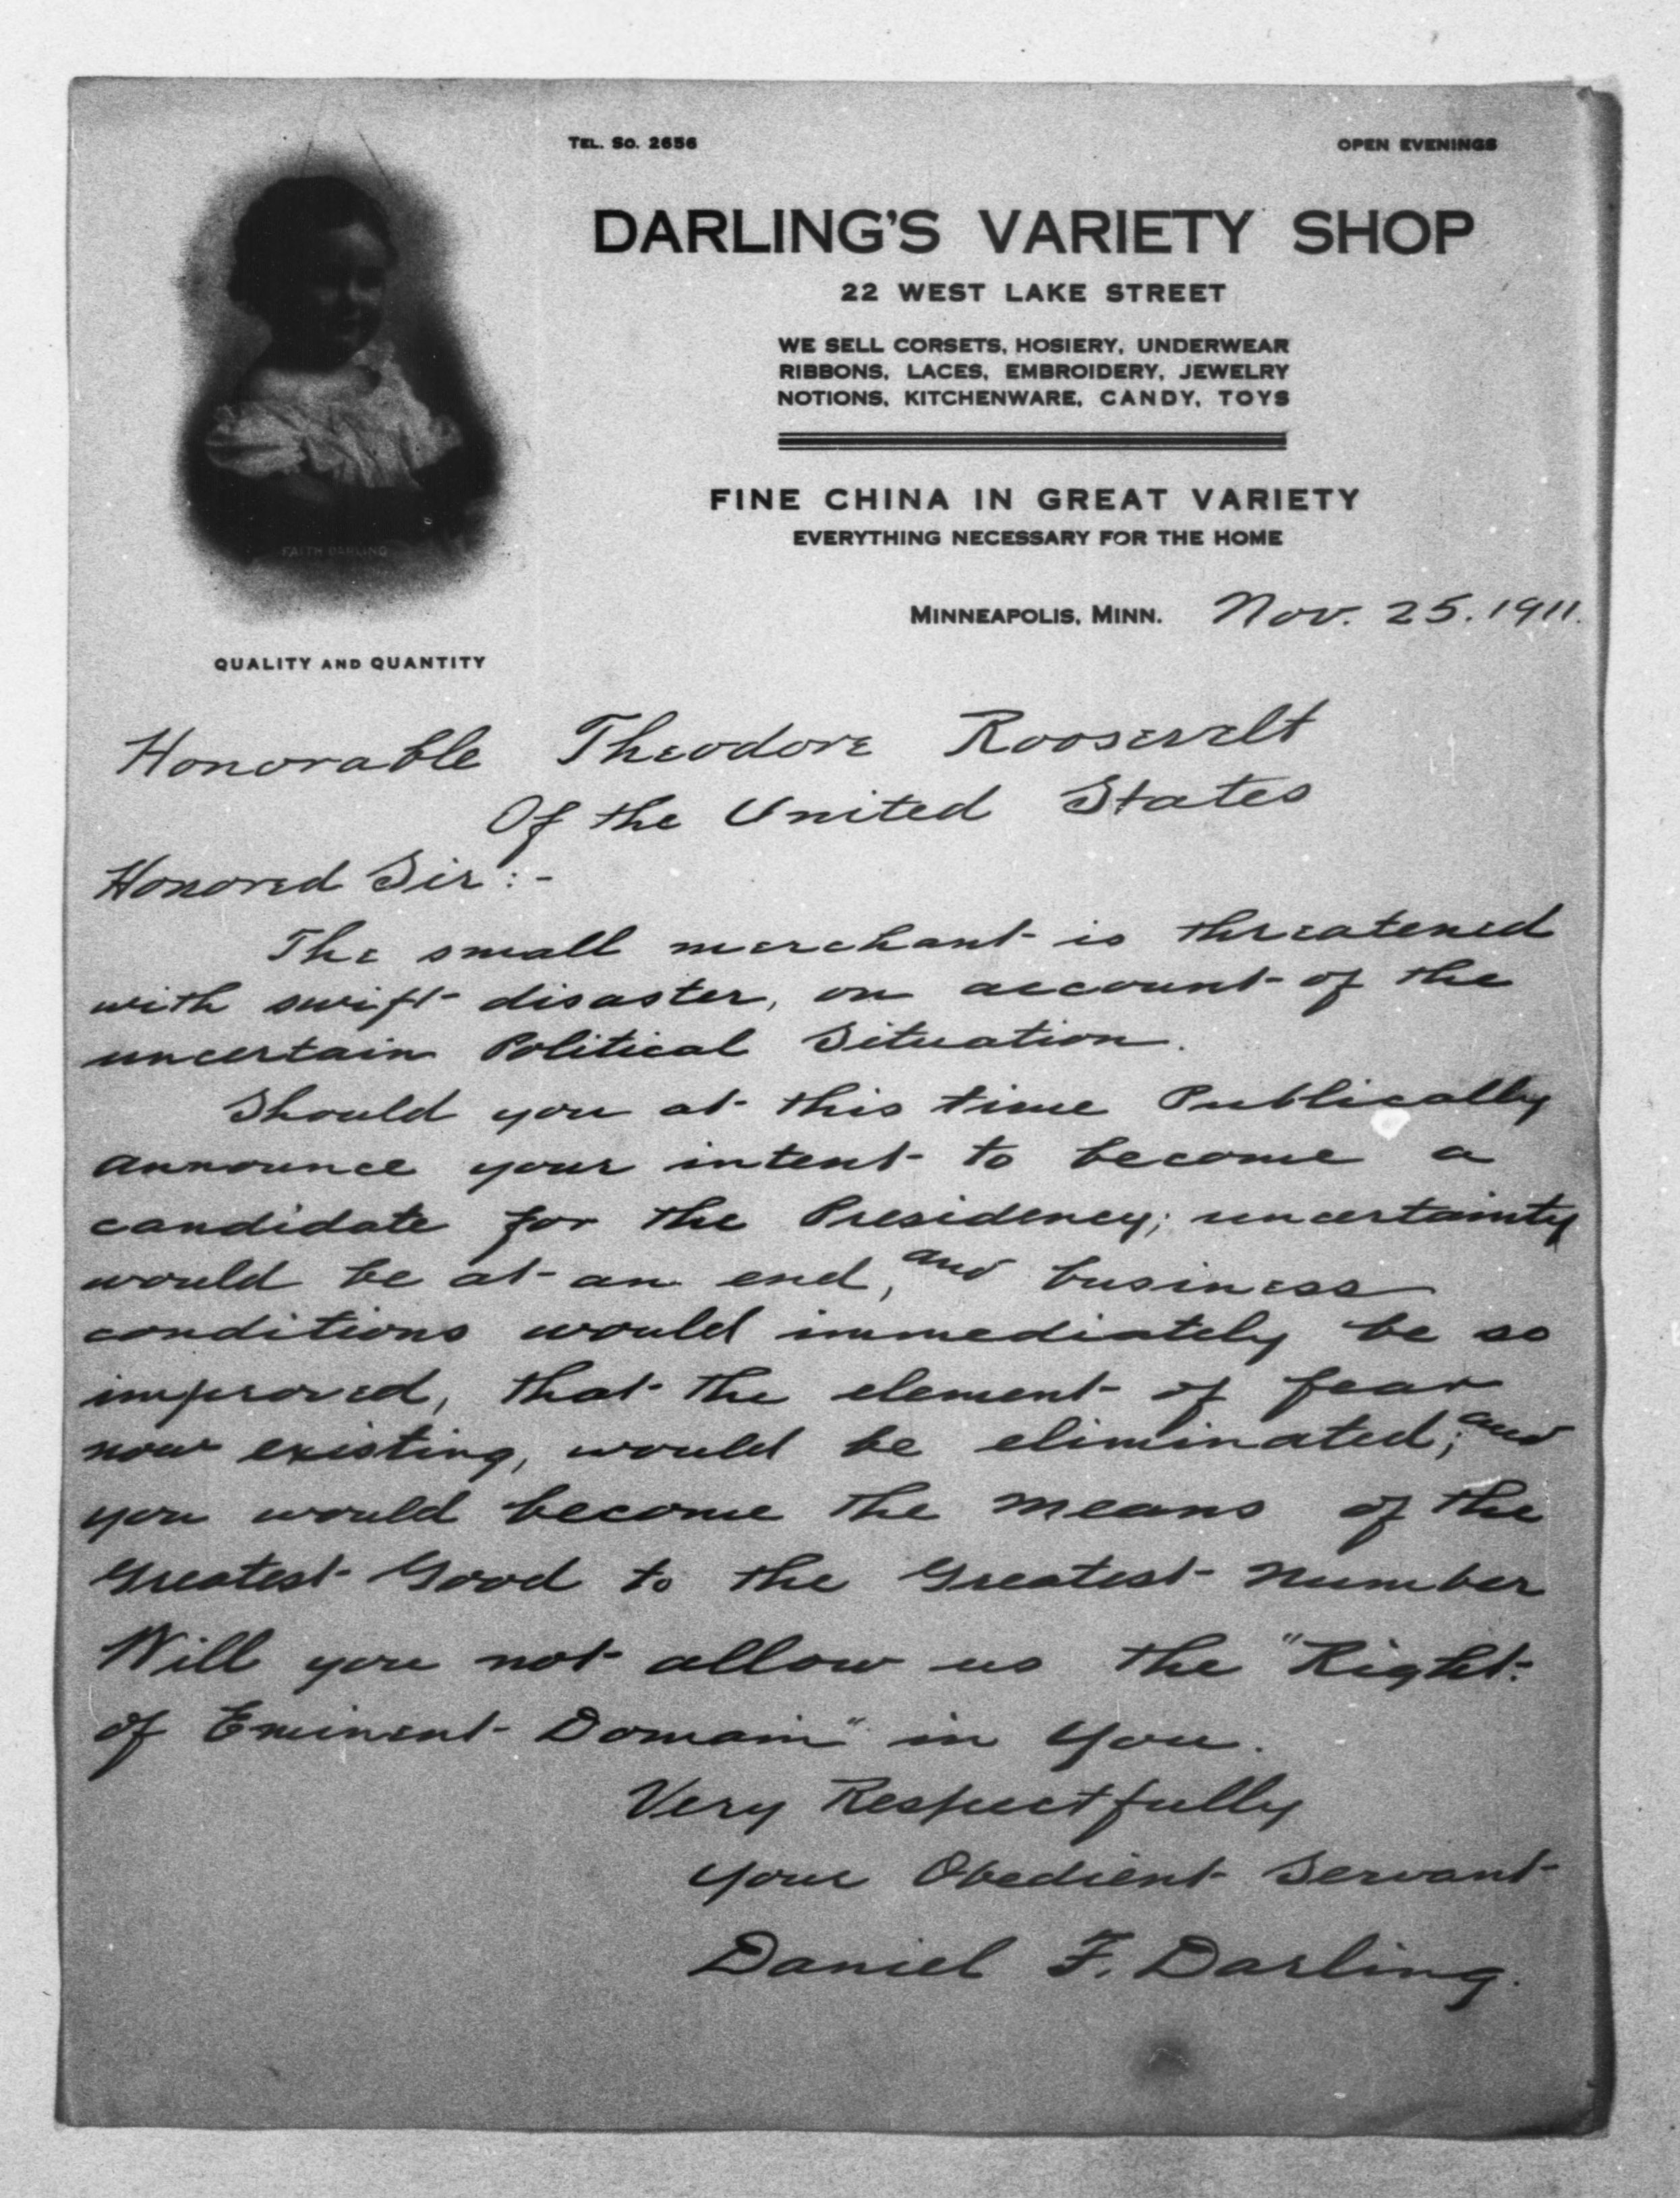 TEL. SO. 2656
OPEN EVENINGS
DARLING'S VARIETY SHOP
22 WEST LAKE STREET
WE SELL CORSETS, HOSIERY, UNDERWEAR
RIBBONS, LACES, EMBROIDERY, JEWELRY
NOTIONS, KITCHENWARE, CANDY, TOYS
FINE CHINA IN GREAT VARIETY
EVERYTHING NECESSARY FOR THE HOME
FAITH DARLING
QUALITY AND QUANTITY
MINNEAPOLIS, MINN. Nov. 25. 1911.
Honorable Theodore Roosevelt
Of the United States
Honored Sir:-
The small merchant is threatened
with swift disaster, on account of the
uncertain Political Situation.
Should you at this time Publically
announce your intent to become a
candidate for the Presidency; uncertainty
would be at an end, and business
conditions would immediately be so
improved, that the element of fear
now existing, would be eliminated; and
you would become the means of the
Greatest Good to the Greatest Number
Will you not allow us the "Right
of Eminent Domain" in You.
Very Respectfully
Your Obedient Servant
Daniel F. Darling.